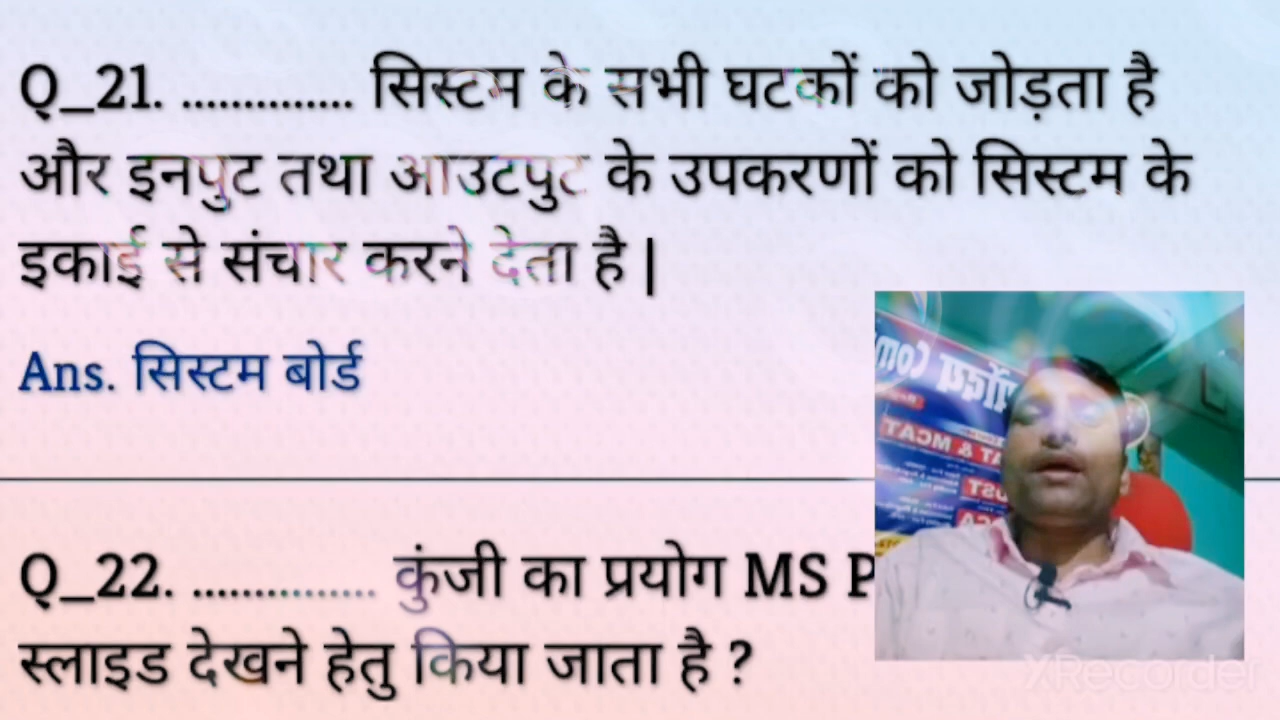 Q_21. .............. सिस्टम के सभी घटकों को जोड़ता है
और इनपुट तथा आउटपुट के उपकरणों को सिस्टम के
इकाई से संचार करने देता है |
Ans. सिस्टम बोर्ड
Q_22. ............... कुंजी का प्रयोग MS P
स्लाइड देखने हेतु किया जाता है ?
& MCAT
XRecorder